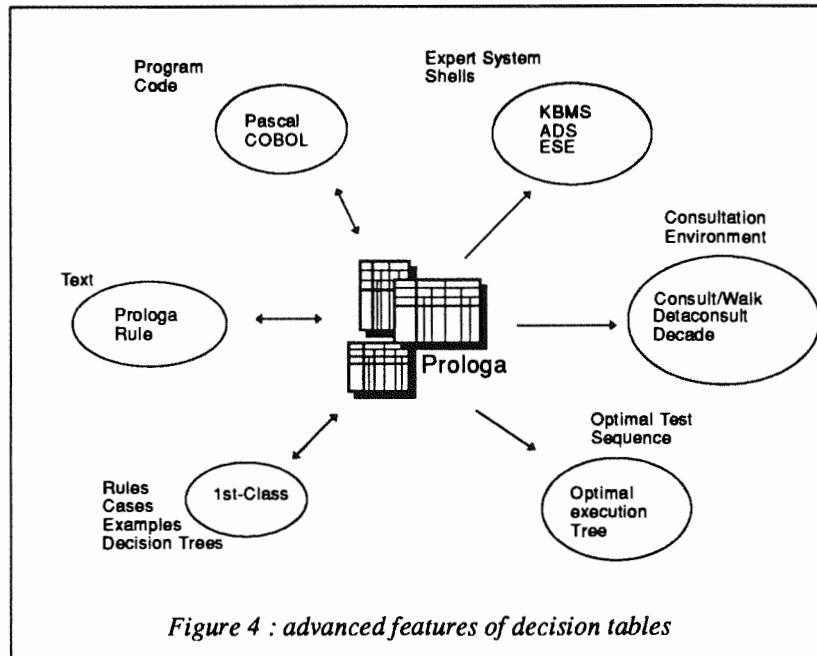 Program
Code
Pascal
COBOL
Expert System
Shells
KBMS
ADS
ESE
Consultation
Environment
Consult/Walk
Detaconsult
Decade
Text
Prologa
Rule
Prologa
Optimal Test
Sequence
Optimal
execution
Tree
Rules
Cases
Examples
Decision Trees
1st-Class
Figure 4 : advanced features of decision tables